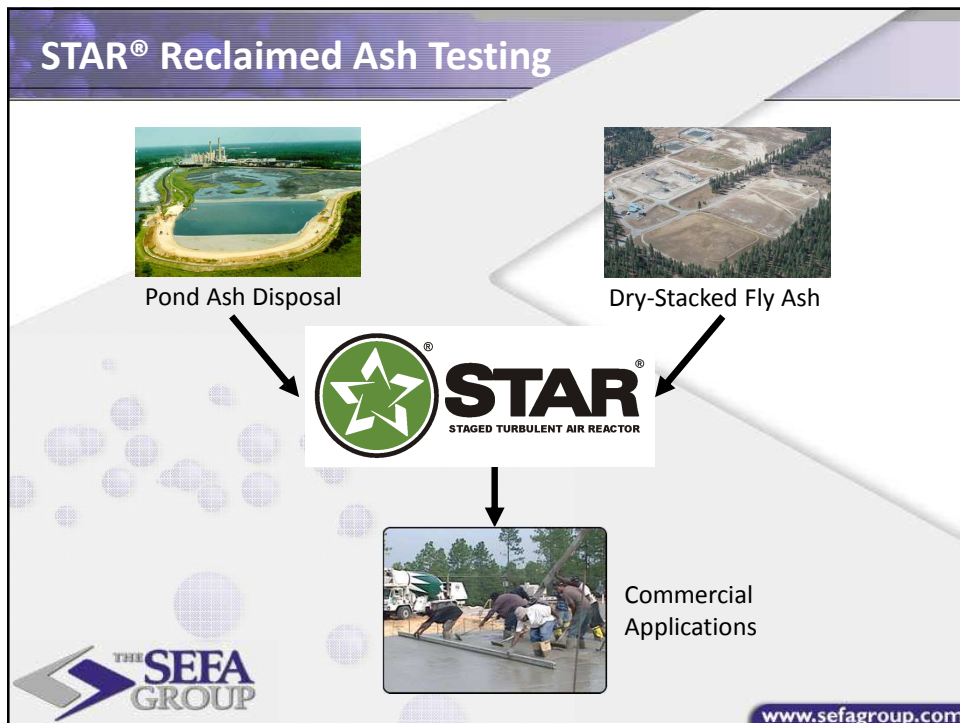 STAR® Reclaimed Ash Testing
Pond Ash Disposal
Dry-Stacked Fly Ash
®
STAR®
STAGED TURBULENT AIR REACTOR
Commercial
Applications
THE SEFA
GROUP
www.sefagroup.com